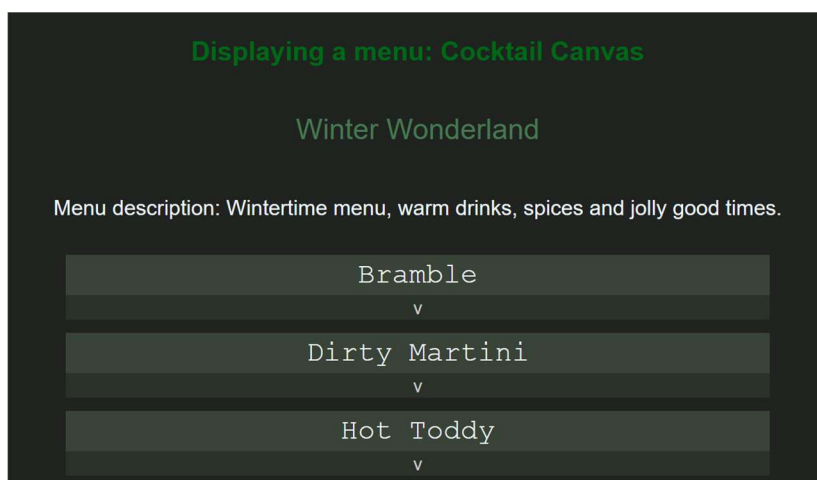 Displaying a menu: Cocktail Canvas
Winter Wonderland
Menu description: Wintertime menu, warm drinks, spices and jolly good times.
Bramble
v
Dirty Martini
v
Hot Toddy
v